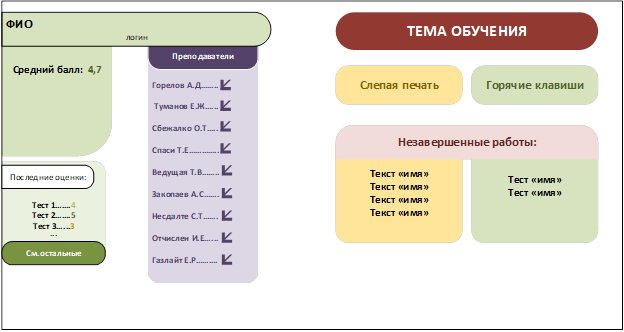 ФИО
логин
Средний балл: 4,7
Последние оценки:
Тест 1.......4
Тест 2.......5
Тест 3......3
...
См.остальные
Преподаватели
Горелов А.Д........
Туманов Е.Ж......
Сбежалко О.Т.....
Спаси Т.Е..............
Ведущая Т.В........
Закопаев А.С.......
Несдалте С.Т.......
Отчислен И.Е......
Газлайт Е.Р..........
ТЕМА ОБУЧЕНИЯ
Слепая печать
Горячие клавиши
Незавершенные работы:
Текст «имя»
Текст «имя»
Текст «имя»
Текст «имя»
Тест «имя»
Тест «имя»